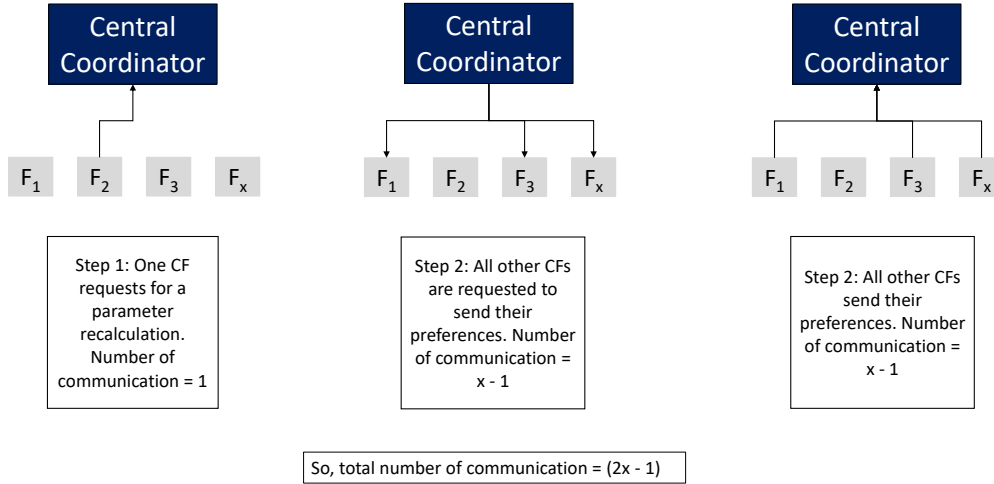 Central
Coordinator
F1
F2
F3
Fx
Step 1: One CF
requests for a
parameter
recalculation.
Number of
communication = 1
Central
Coordinator
F1
F2
F3
Fx
Step 2: All other CFs
are requested to
send their
preferences. Number
of communication =
x - 1
Central
Coordinator
F1
F2
F3
Fx
Step 2: All other CFs
send their
preferences. Number
of communication =
x - 1
So, total number of communication = (2x - 1)